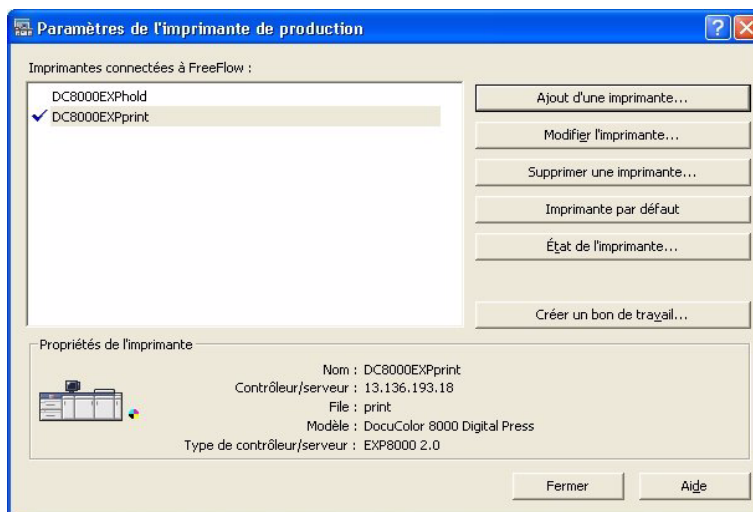 Paramètres de l'imprimante de production
Imprimantes connectées à FreeFlow :
DC8000EXPhold
DC8000EXPprint
Ajout d'une imprimante...
Modifier l'imprimante...
Supprimer une imprimante...
Imprimante par défaut
État de l'imprimante...
Créer un bon de travail...
Propriétés de l'imprimante
Nom : DC8000EXPprint
Contrôleur/serveur : 13.136.193.18
File : print
Modèle : DocuColor 8000 Digital Press
Type de contrôleur/serveur : EXP8000 2.0
Fermer
Aide